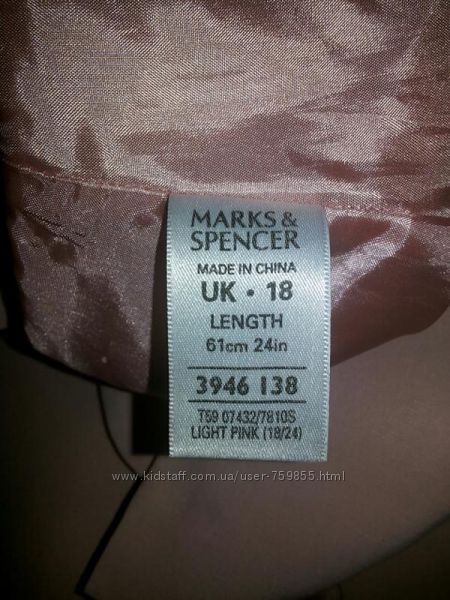 MARKS &
SPENCER
MADE IN CHINA
UK • 18
LENGTH
61cm 24in
3946 138
T59 07432/7810S
LIGHT PINK (18/24)
www.kidstaff.com.ua/user-759855.html